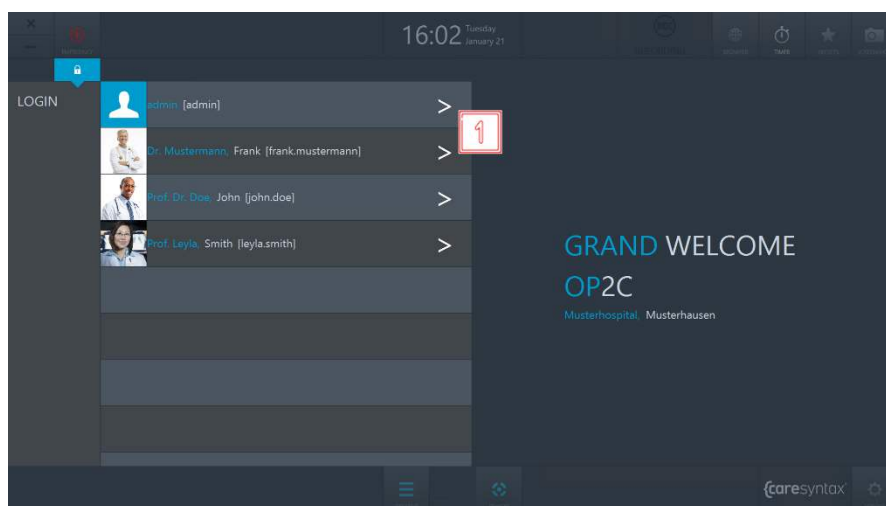 16:02 Tuesday
January 21
REC
TIMER
LOGIN
admin [admin]
Dr. Mustermann, Frank [frank.mustermann]
Prof. Dr. Doe, John [john.doe]
Prof. Leyla, Smith [leyla.smith]
1
GRAND WELCOME
OP2C
Musterhospital, Musterhausen
{caresyntax